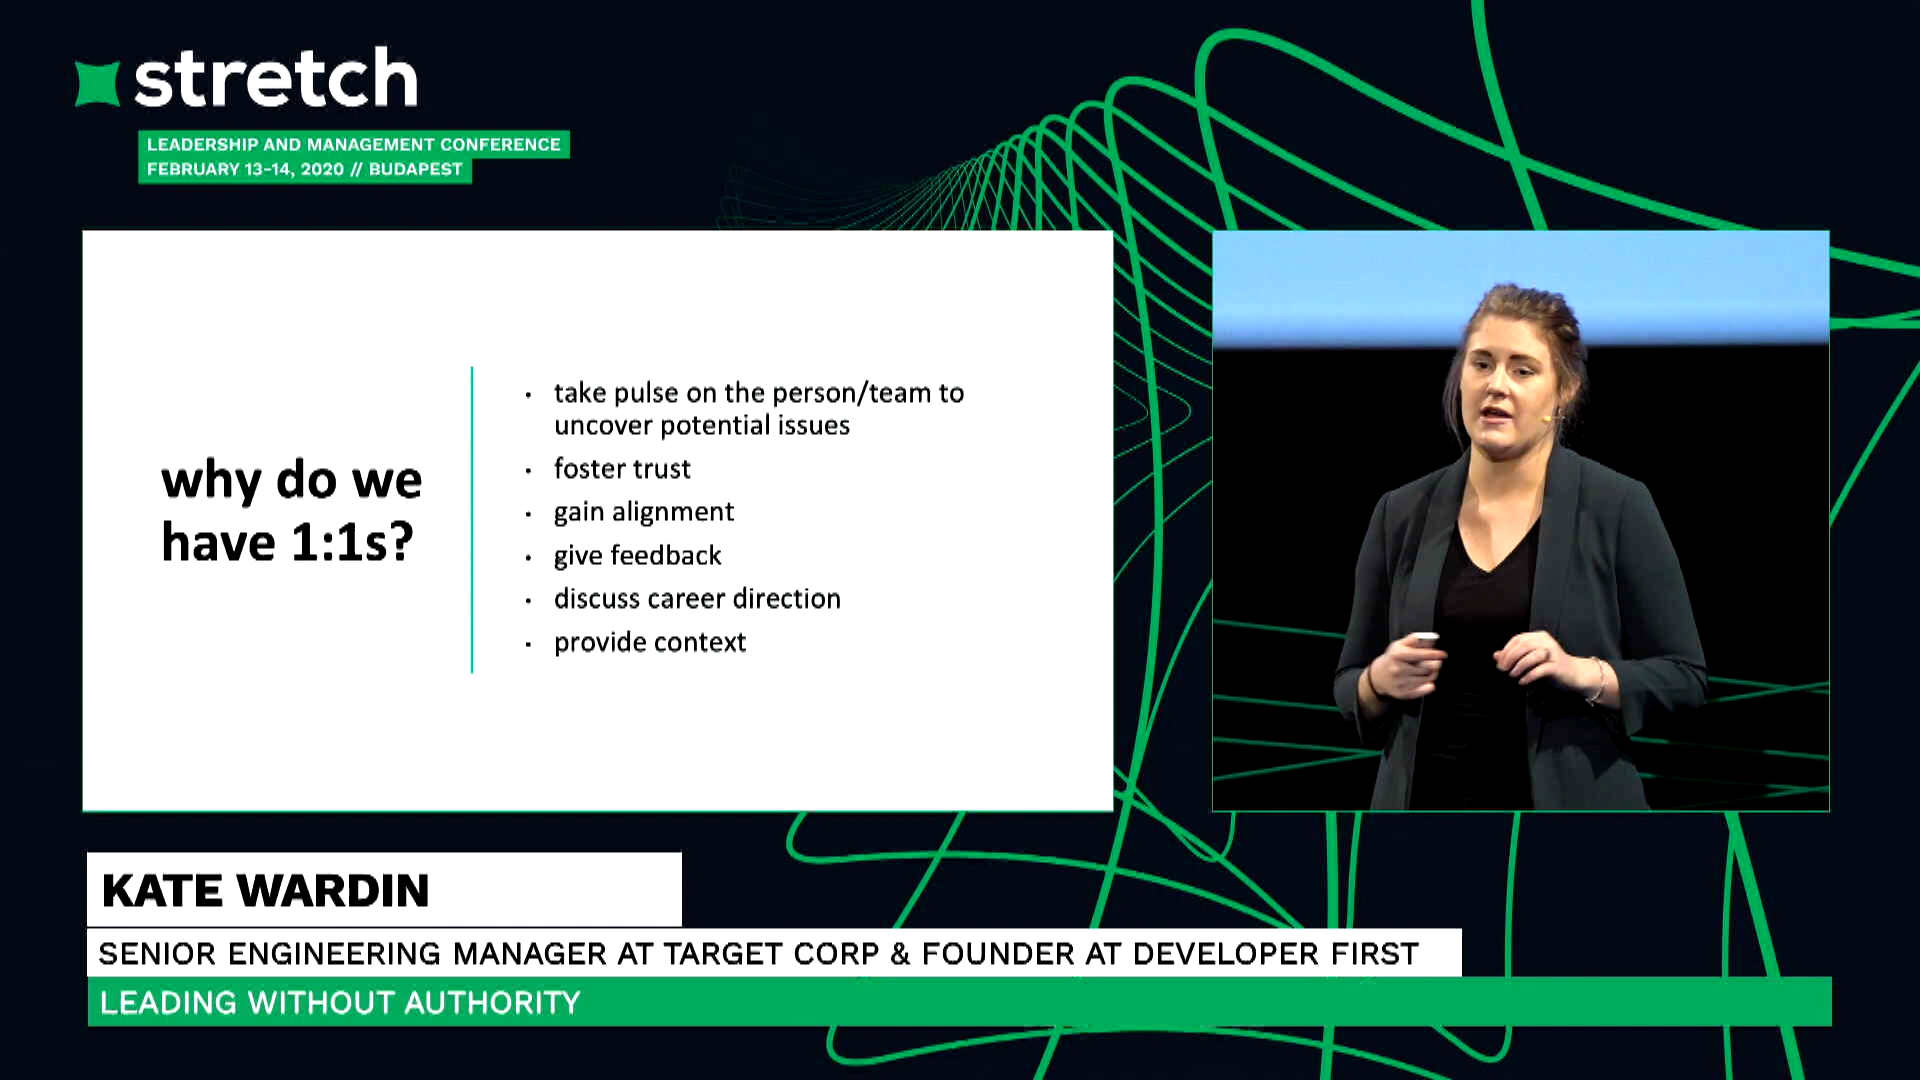 stretch
LEADERSHIP AND MANAGEMENT CONFERENCE
FEBRUARY 13-14, 2020 // BUDAPEST
why do we
have 1:1s?
· take pulse on the person/team to
uncover potential issues
· foster trust
· gain alignment
· give feedback
· discuss career direction
· provide context
KATE WARDIN
SENIOR ENGINEERING MANAGER AT TARGET CORP & FOUNDER AT DEVELOPER FIRST
LEADING WITHOUT AUTHORITY